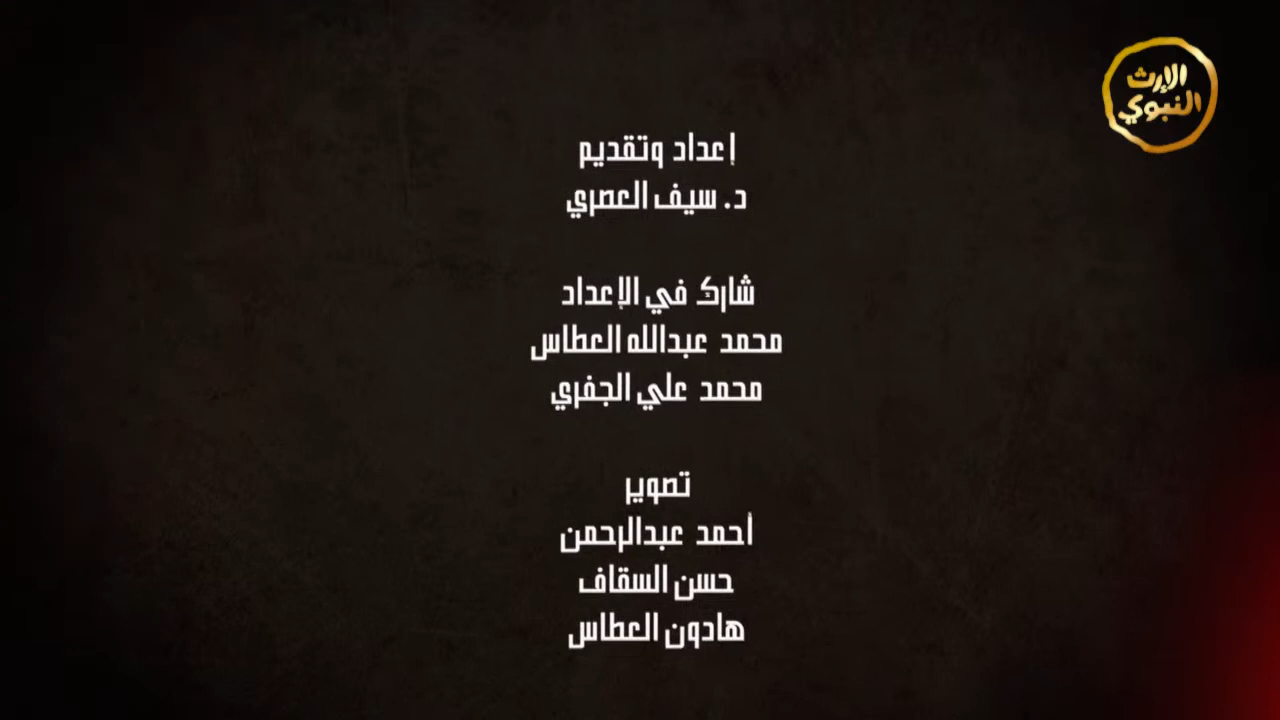 الإرث
النبوي
إعداد وتقديم
د. سيف العصري
شارك في الإعداد
محمد عبدالله العطاس
محمد علي الجفري
تصوير
أحمد عبدالرحمن
حسن السقاف
هادون العطاس